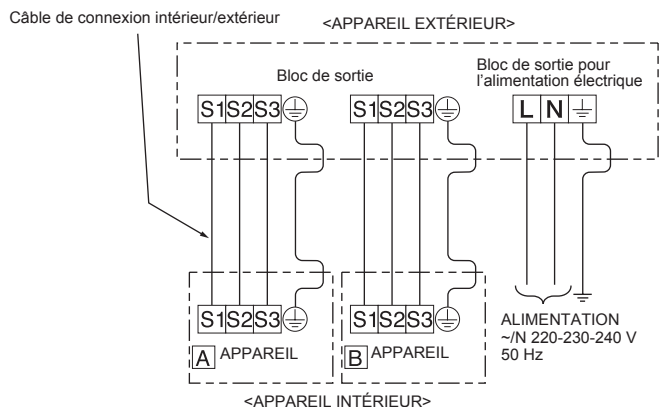 Câble de connexion intérieur/extérieur
<APPAREIL EXTÉRIEUR>
Bloc de sortie
Bloc de sortie pour
l'alimentation électrique
S1 S2 S3
S1 S2 S3
L N
S1 S2 S3
A APPAREIL
S1 S2 S3
B APPAREIL
ALIMENTATION
~/N 220-230-240 V
50 Hz
<APPAREIL INTÉRIEUR>